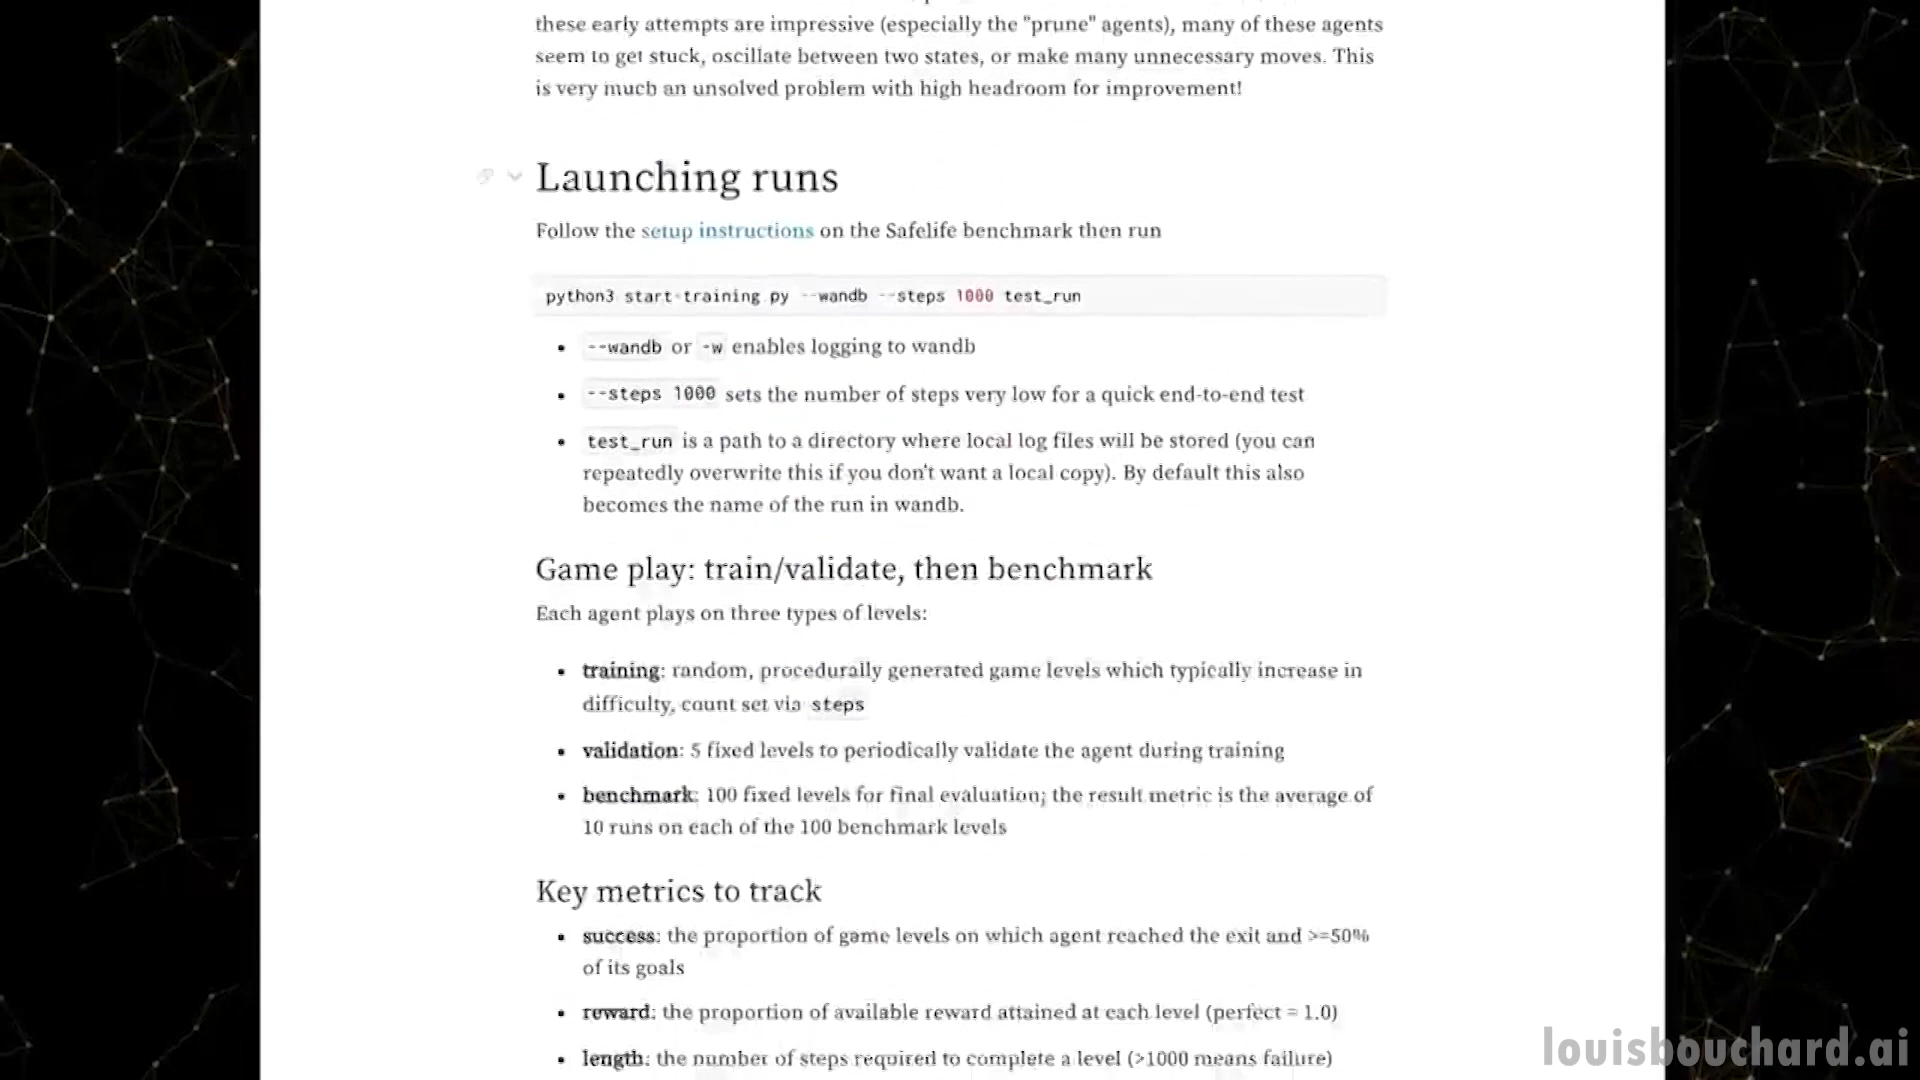 these early attempts are impressive (especially the "prune" agents), many of these agents
seem to get stuck, oscillate between two states, or make many unnecessary moves. This
is very much an unsolved problem with high headroom for improvement!
Launching runs
Follow the setup instructions on the Safelife benchmark then run
python3 start-training.py --wandb --steps 1000 test_run
• --wandb or -w enables logging to wandb
• --steps 1000 sets the number of steps very low for a quick end-to-end test
• test_run is a path to a directory where local log files will be stored (you can
repeatedly overwrite this if you don't want a local copy). By default this also
becomes the name of the run in wandb.
Game play: train/validate, then benchmark
Each agent plays on three types of levels:
• training: random, procedurally generated game levels which typically increase in
difficulty, count set via steps
• validation: 5 fixed levels to periodically validate the agent during training
• benchmark: 100 fixed levels for final evaluation; the result metric is the average of
10 runs on each of the 100 benchmark levels
Key metrics to track
• success: the proportion of game levels on which agent reached the exit and >=50%
of its goals
• reward: the proportion of available reward attained at each level (perfect = 1.0)
• length: the number of steps required to complete a level (>1000 means failure)
louisbouchard.ai